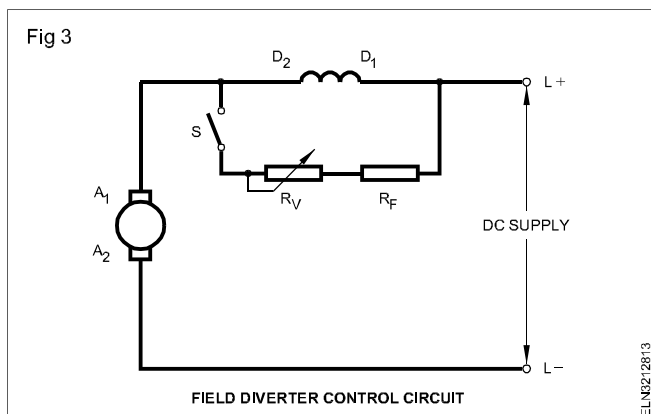 Fig 3
D2 D1
L +
S
RV RF
A1
A2
DC SUPPLY
L –
FIELD DIVERTER CONTROL CIRCUIT
ELN3212813